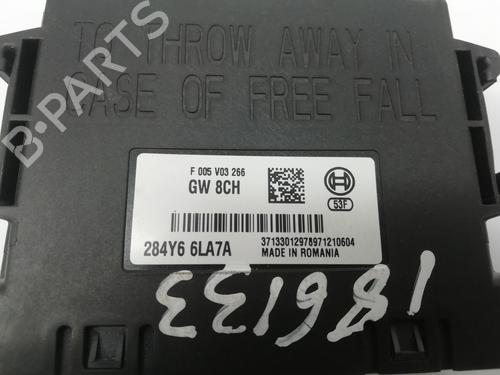 TO THROW AWAY IN
CASE OF FREE FALL
B-PARTS
F 005 V03 266
GW 8CH
53F
284Y6 6LA7A
37133012978971210604
MADE IN ROMANIA
186133